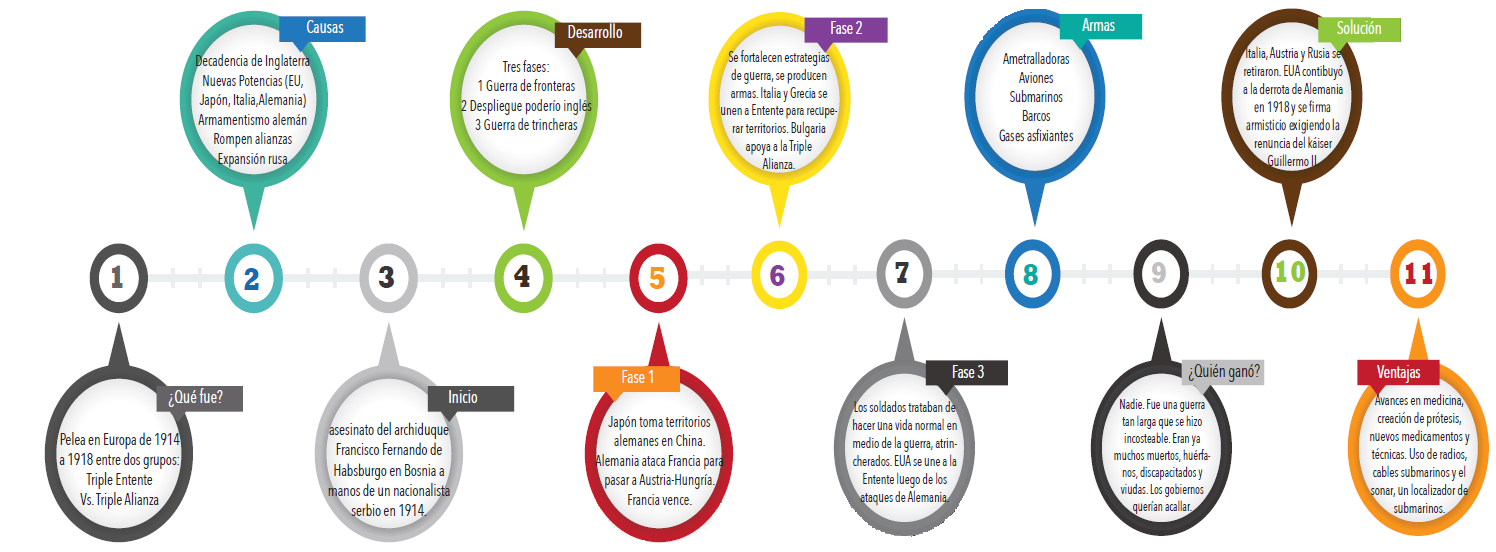 Causas
Decadencia de Inglaterra
Nuevas Potencias (EU,
Japón, Italia,Alemania)
Armamentismo alemán
Rompen alianzas
Expansión rusa
Desarrollo
Tres fases:
1 Guerra de fronteras
2 Despliegue poderío inglés
3 Guerra de trincheras
Fase 2
Se fortalecen estrategias
de guerra, se producen
armas. Italia y Grecia se
unen a Entente para recupe-
rar territorios. Bulgaria
apoya a la Triple
Alianza.
Armas
Ametralladoras
Aviones
Submarinos
Barcos
Gases asfixiantes
Solución
Italia, Austria y Rusia se
retiraron. EUA contibuyó
a la derrota de Alemania
en 1918 y se firma
armisticio exigiendo la
renuncia del káiser
Guillermo II.
1
2
3
4
5
6
7
8
9
10
11
¿Qué fue?
Pelea en Europa de 1914
a 1918 entre dos grupos:
Triple Entente
Vs. Triple Alianza
Inicio
asesinato del archiduque
Francisco Fernando de
Habsburgo en Bosnia a
manos de un nacionalista
serbio en 1914.
Fase 1
Japón toma territorios
alemanes en China.
Alemania ataca Francia para
pasar a Austria-Hungría.
Francia vence.
Fase 3
Los soldados trataban de
hacer una vida normal en
medio de la guerra, atrin-
cherados. EUA se une a la
Entente luego de los
ataques de Alemania.
¿Quién ganó?
Nadie. Fue una guerra
tan larga que se hizo
incosteable. Eran ya
muchos muertos, huérfa-
nos, discapacitados y
viudas. Los gobiernos
querían acallar.
Ventajas
Avances en medicina,
creación de prótesis,
nuevos medicamentos y
técnicas. Uso de radios,
cables submarinos y el
sonar, un localizador de
submarinos.